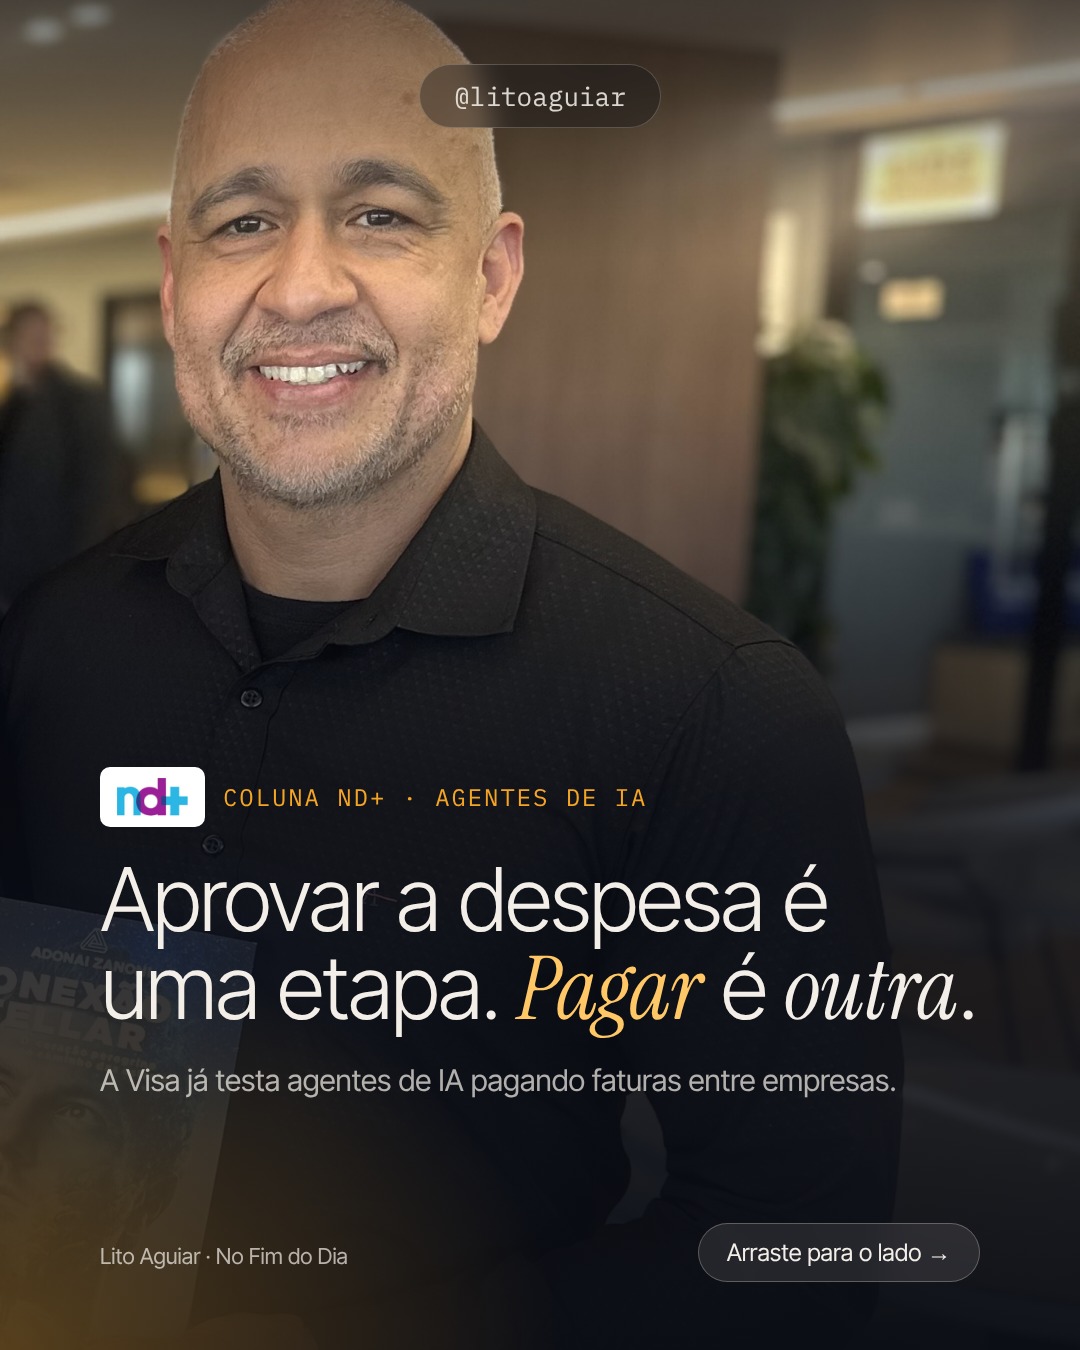 @litoaguiar
nd+
COLUNA ND+ · AGENTES DE IA
Aprovar a despesa é
uma etapa. Pagar é outra.
A Visa já testa agentes de IA pagando faturas entre empresas.
ADONAI
Lito Aguiar · No Fim do Dia
Arraste para o lado →